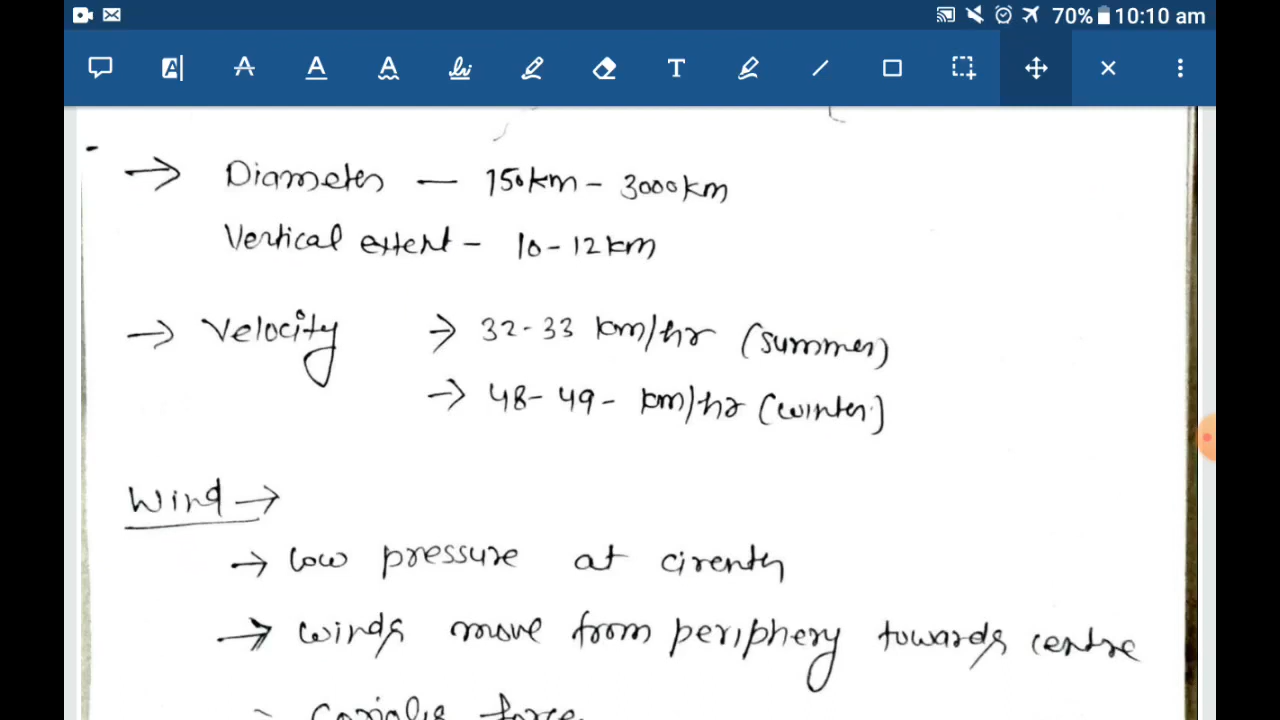 70% 10:10 am
A T
→ Diameter — 150km - 3000km
Vertical extent - 10-12km
→ Velocity → 32-33 km/hr (summer)
→ 48-49- km/hr (winter)
Wind →
→ low pressure at
→ winds move from periphery towards centre
force